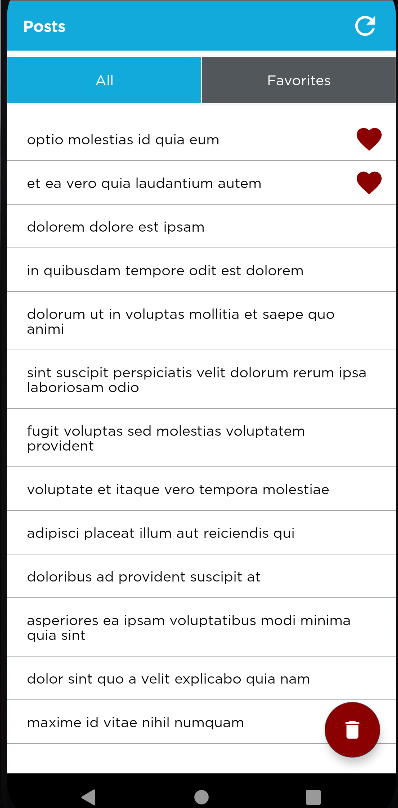 Posts
All
Favorites
optio molestias id quia eum
et ea vero quia laudantium autem
dolorem dolore est ipsam
in quibusdam tempore odit est dolorem
dolorum ut in voluptas mollitia et saepe quo
animi
sint suscipit perspiciatis velit dolorum rerum ipsa
laboriosam odio
fugit voluptas sed molestias voluptatem
provident
voluptate et itaque vero tempora molestiae
adipisci placeat illum aut reiciendis qui
doloribus ad provident suscipit at
asperiores ea ipsam voluptatibus modi minima
quia sint
dolor sint quo a velit explicabo quia nam
maxime id vitae nihil numquam